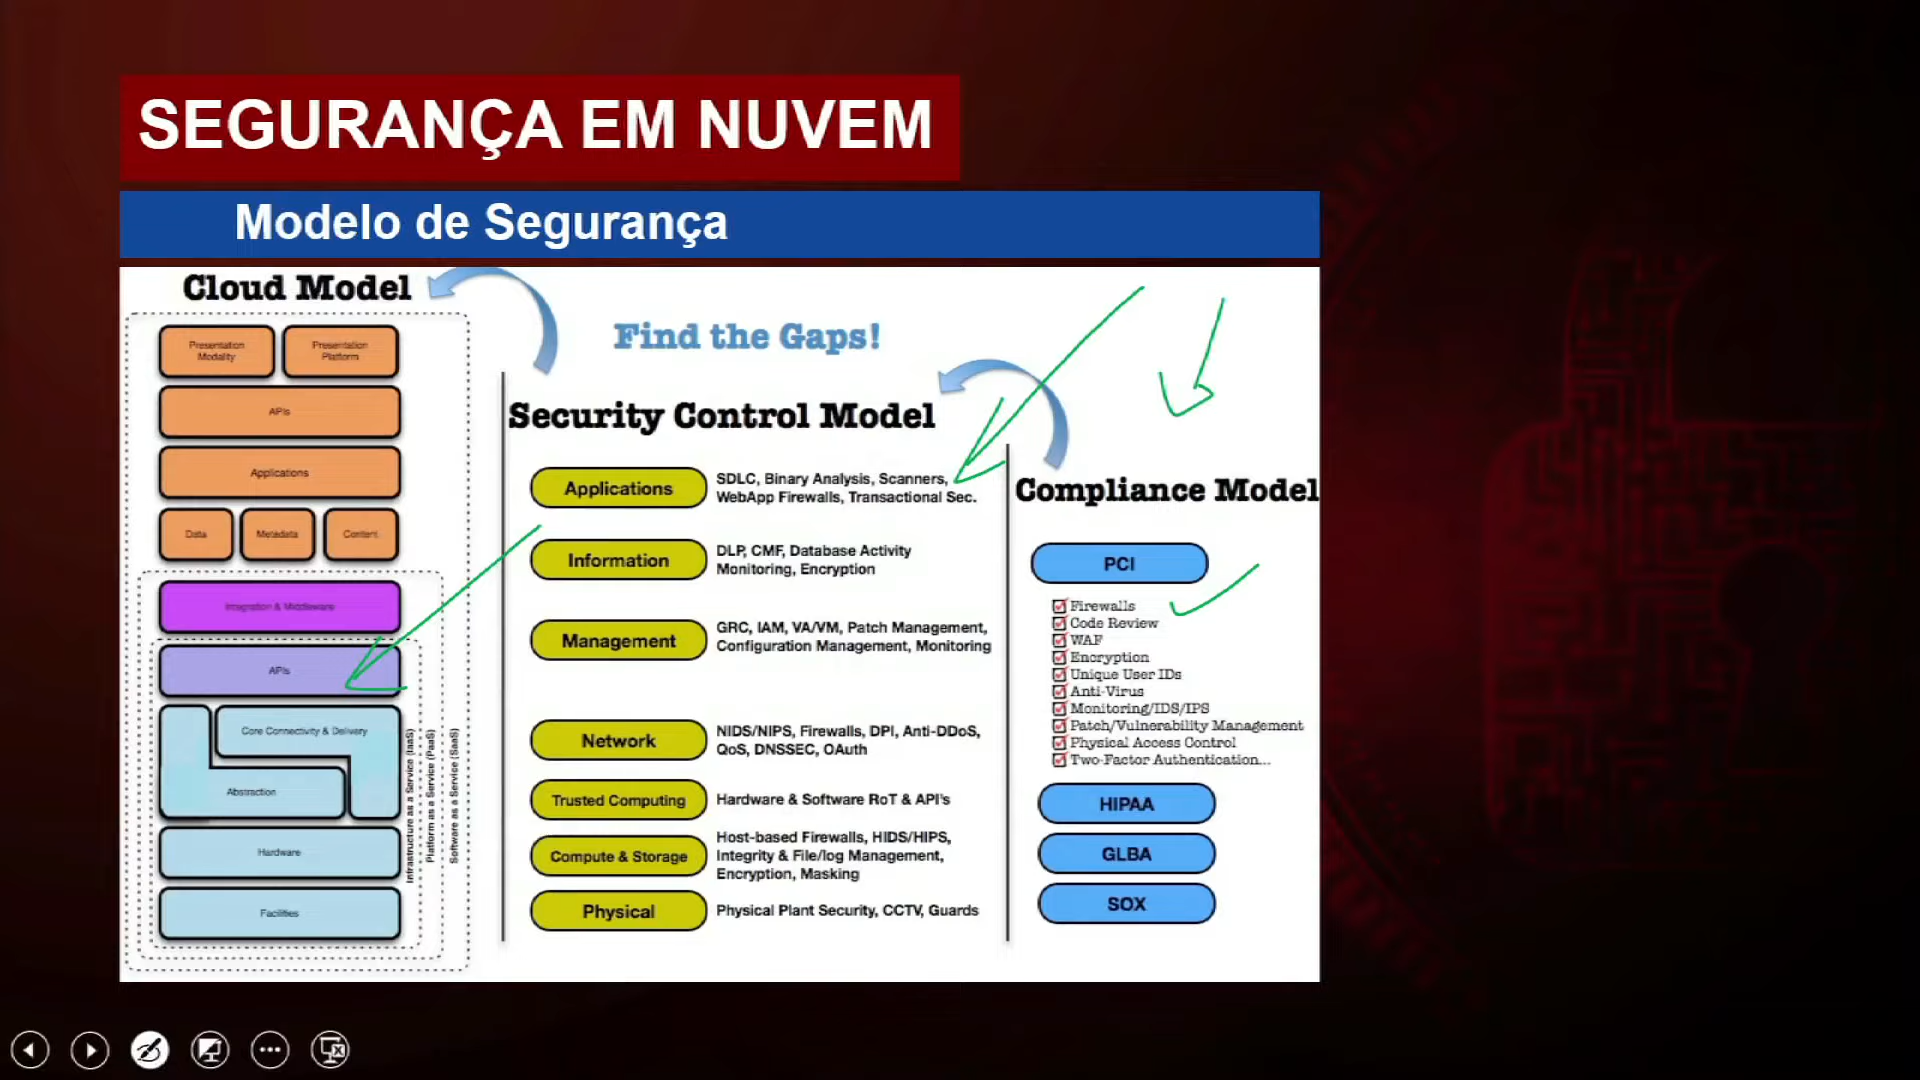 SEGURANÇA EM NUVEM
Modelo de Segurança
Cloud Model
Presentation
Modality
Presentation
Platform
APIs
Applications
Data
Metadata
Content
Integration & Middleware
APIs
Core Connectivity & Delivery
Abstraction
Hardware
Facilities
Infrastructure as a Service (IaaS)
Platform as a Service (PaaS)
Software as a Service (SaaS)
Find the Gaps!
Security Control Model
Applications
SDLC, Binary Analysis, Scanners,
WebApp Firewalls, Transactional Sec.
Information
DLP, CMF, Database Activity
Monitoring, Encryption
Management
GRC, IAM, VA/VM, Patch Management,
Configuration Management, Monitoring
Network
NIDS/NIPS, Firewalls, DPI, Anti-DDoS,
QoS, DNSSEC, OAuth
Trusted Computing
Hardware & Software RoT & API's
Compute & Storage
Host-based Firewalls, HIDS/HIPS,
Integrity & File/log Management,
Encryption, Masking
Physical
Physical Plant Security, CCTV, Guards
Compliance Model
PCI
Firewalls
Code Review
WAF
Encryption
Unique User IDs
Anti-Virus
Monitoring/IDS/IPS
Patch/Vulnerability Management
Physical Access Control
Two-Factor Authentication...
HIPAA
GLBA
SOX